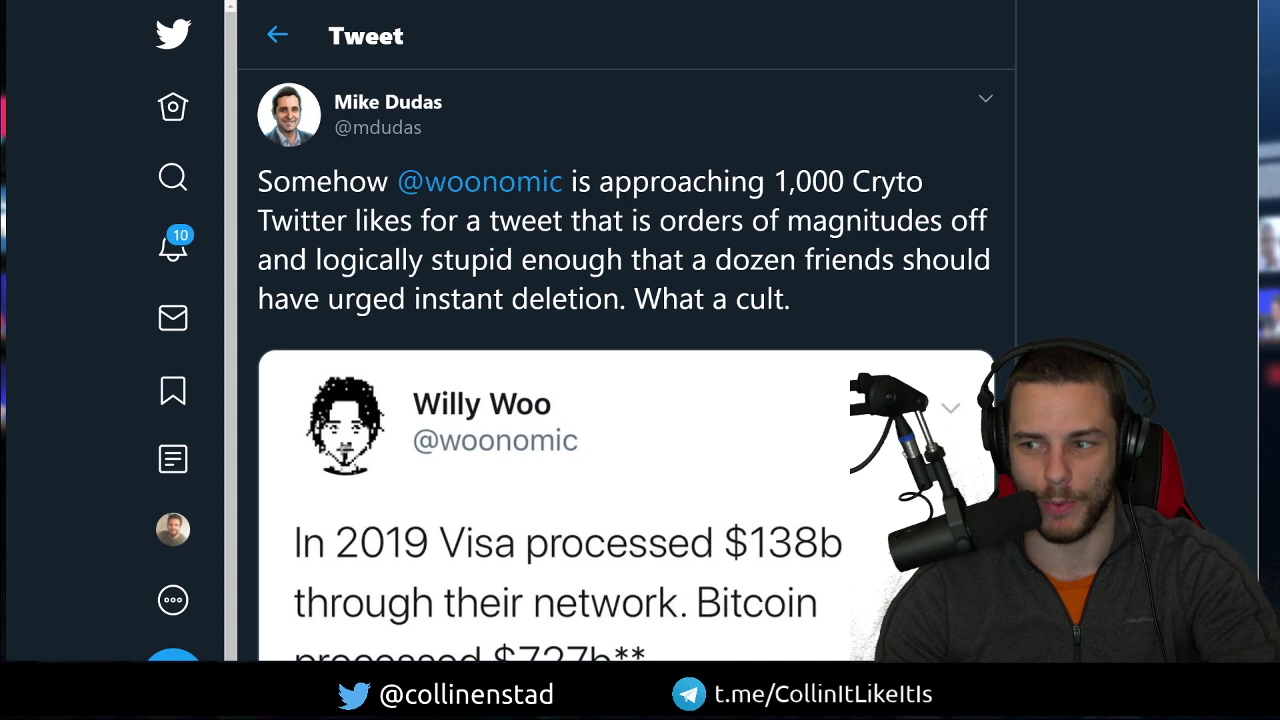 Tweet
Mike Dudas
@mdudas
Somehow @woonomic is approaching 1,000 Cryto
Twitter likes for a tweet that is orders of magnitudes off
and logically stupid enough that a dozen friends should
have urged instant deletion. What a cult.
10
Willy Woo
@woonomic
In 2019 Visa processed $138b
through their network. Bitcoin
processed $727b**
@collinenstad
t.me/CollinItLikeItIs